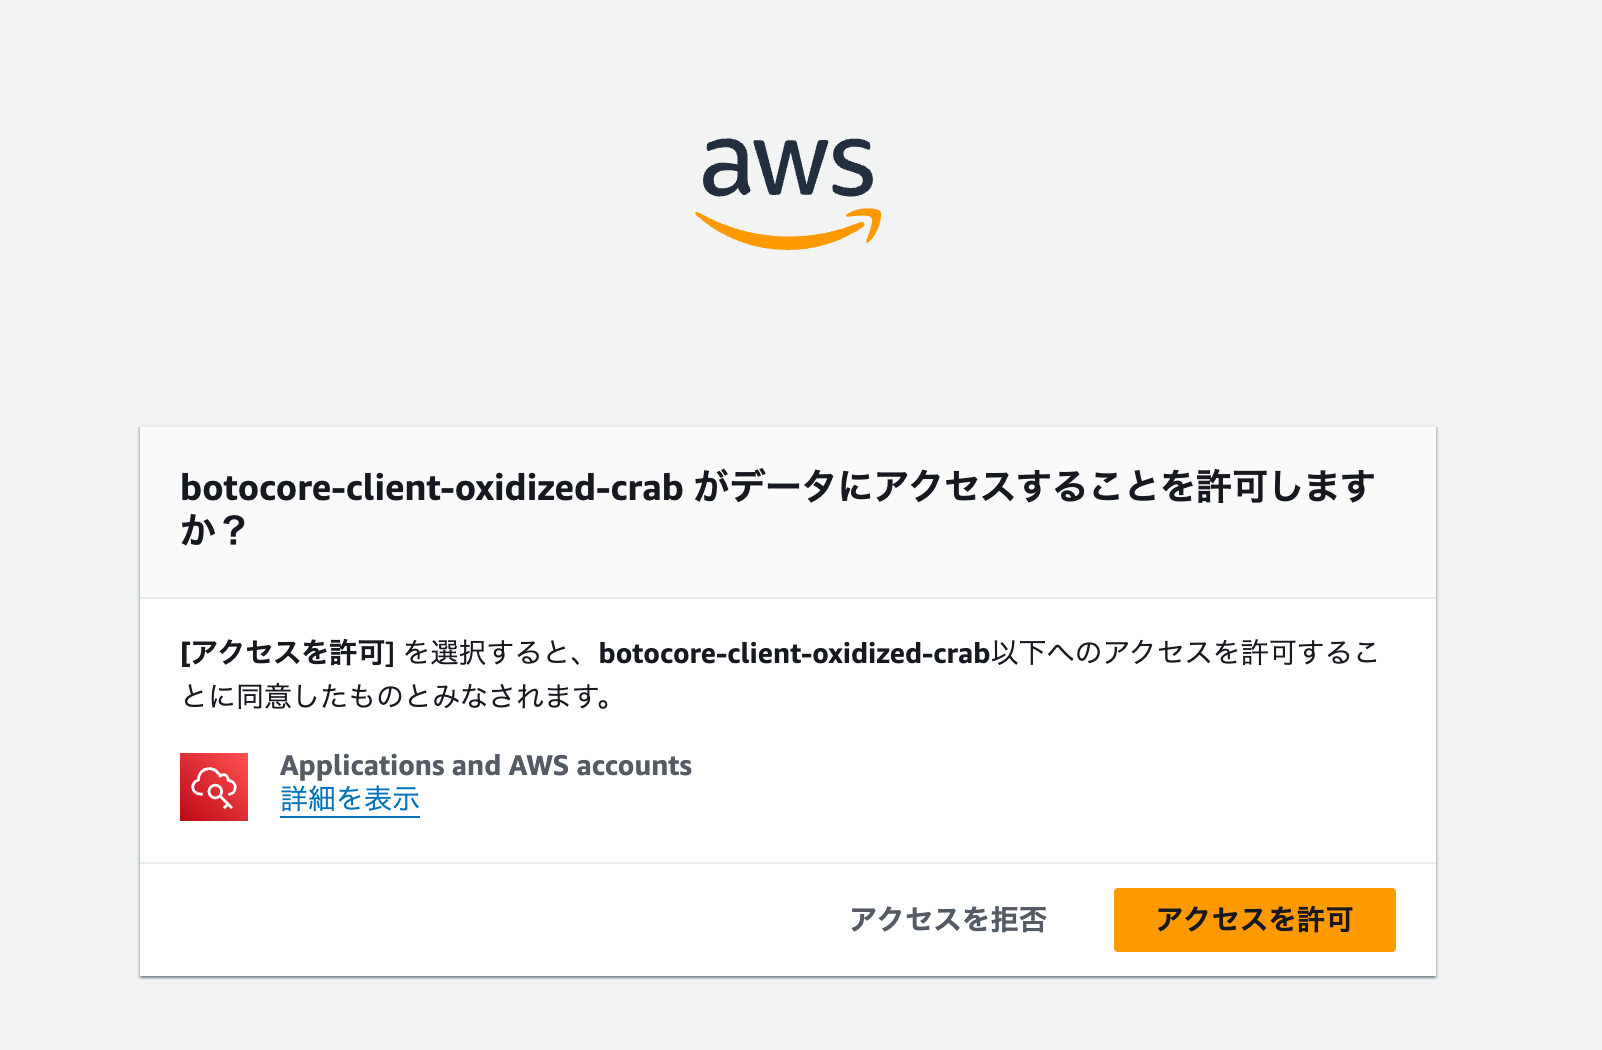 aws
botocore-client-oxidized-crab がデータにアクセスすることを許可します
か？
[アクセスを許可] を選択すると、botocore-client-oxidized-crab以下へのアクセスを許可するこ
とに同意したものとみなされます。
Applications and AWS accounts
詳細を表示
アクセスを拒否
アクセスを許可